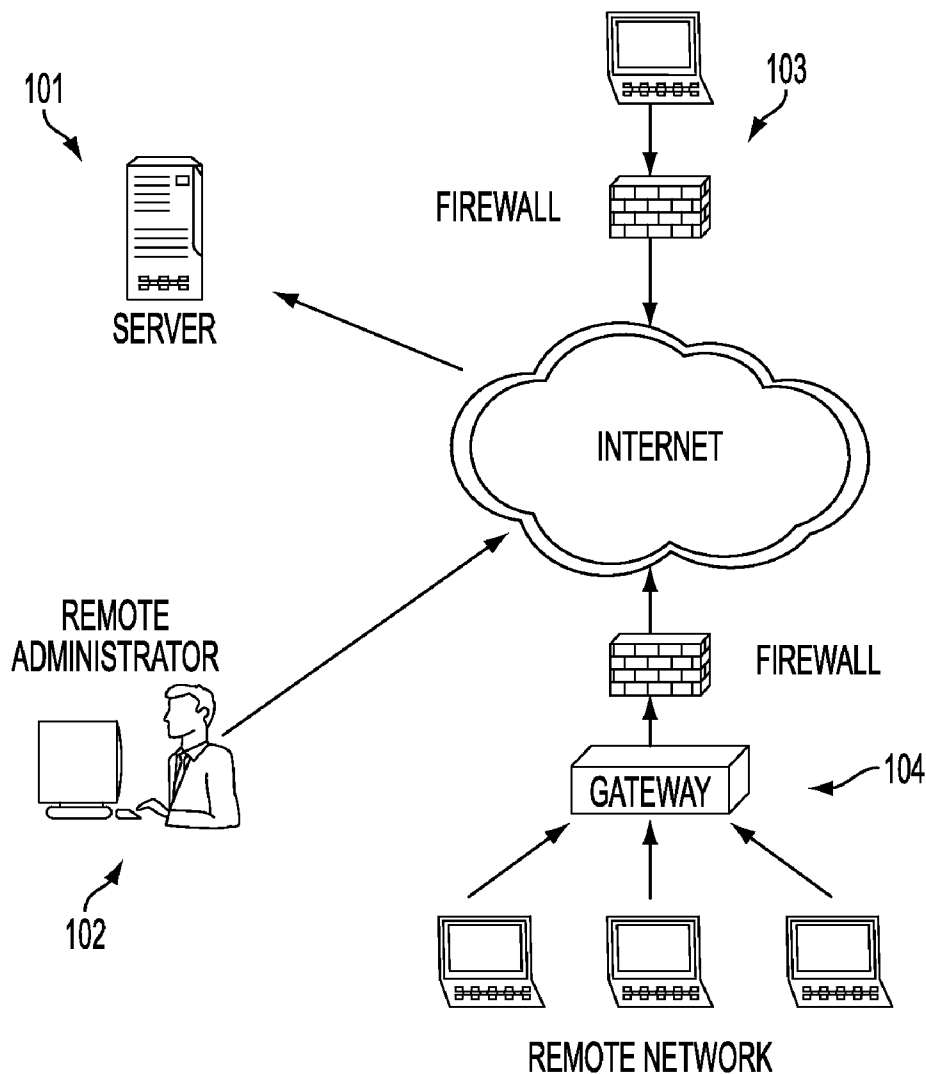 101
103
FIREWALL
SERVER
INTERNET
REMOTE
ADMINISTRATOR
FIREWALL
GATEWAY
104
102
REMOTE NETWORK